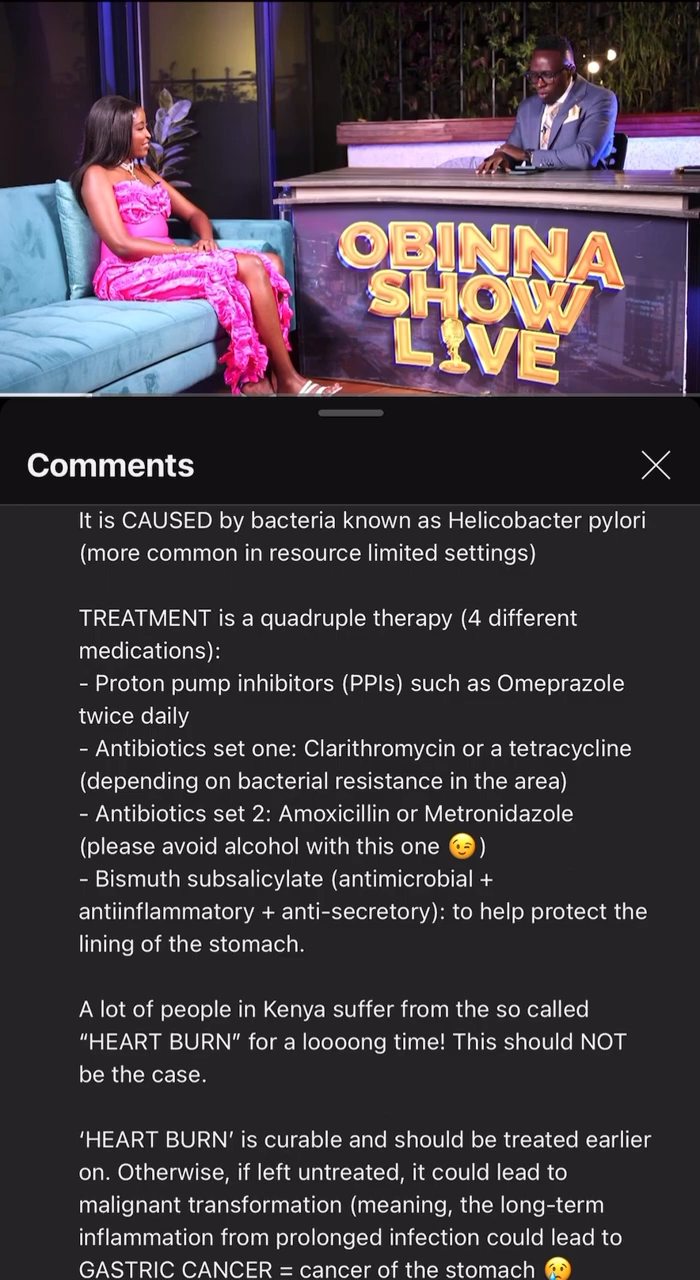 OBINNA
SHOW
LIVE
Comments
It is CAUSED by bacteria known as Helicobacter pylori
(more common in resource limited settings)
TREATMENT is a quadruple therapy (4 different
medications):
- Proton pump inhibitors (PPIs) such as Omeprazole
twice daily
- Antibiotics set one: Clarithromycin or a tetracycline
(depending on bacterial resistance in the area)
- Antibiotics set 2: Amoxicillin or Metronidazole
(please avoid alcohol with this one 😉)
- Bismuth subsalicylate (antimicrobial +
antiinflammatory + anti-secretory): to help protect the
lining of the stomach.
A lot of people in Kenya suffer from the so called
“HEART BURN” for a loooong time! This should NOT
be the case.
‘HEART BURN’ is curable and should be treated earlier
on. Otherwise, if left untreated, it could lead to
malignant transformation (meaning, the long-term
inflammation from prolonged infection could lead to
GASTRIC CANCER = cancer of the stomach 😢